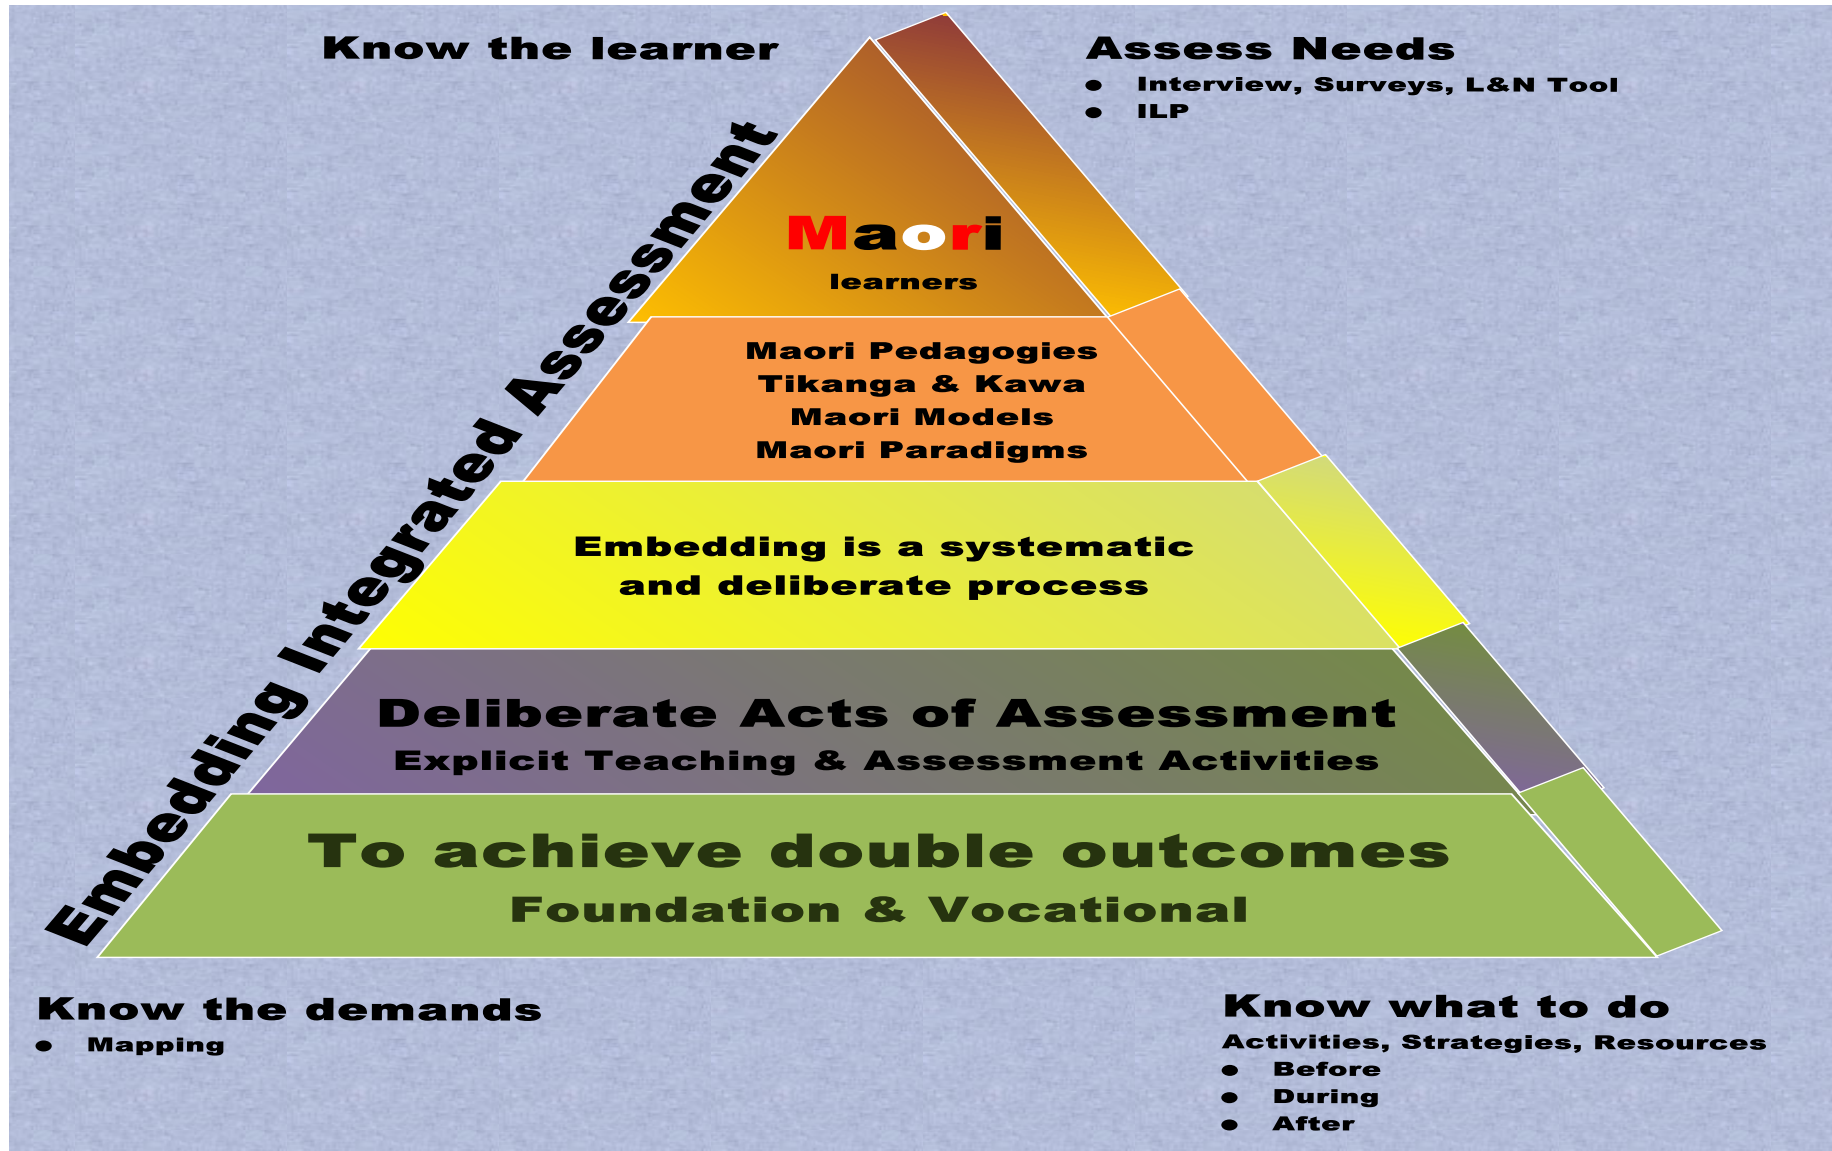 Know the learner
Assess Needs
● Interview, Surveys, L&N Tool
● ILP
Embedding Integrated Assessment
Maori
learners
Maori Pedagogies
Tikanga & Kawa
Maori Models
Maori Paradigms
Embedding is a systematic
and deliberate process
Deliberate Acts of Assessment
Explicit Teaching & Assessment Activities
To achieve double outcomes
Foundation & Vocational
Know the demands
● Mapping
Know what to do
Activities, Strategies, Resources
● Before
● During
● After